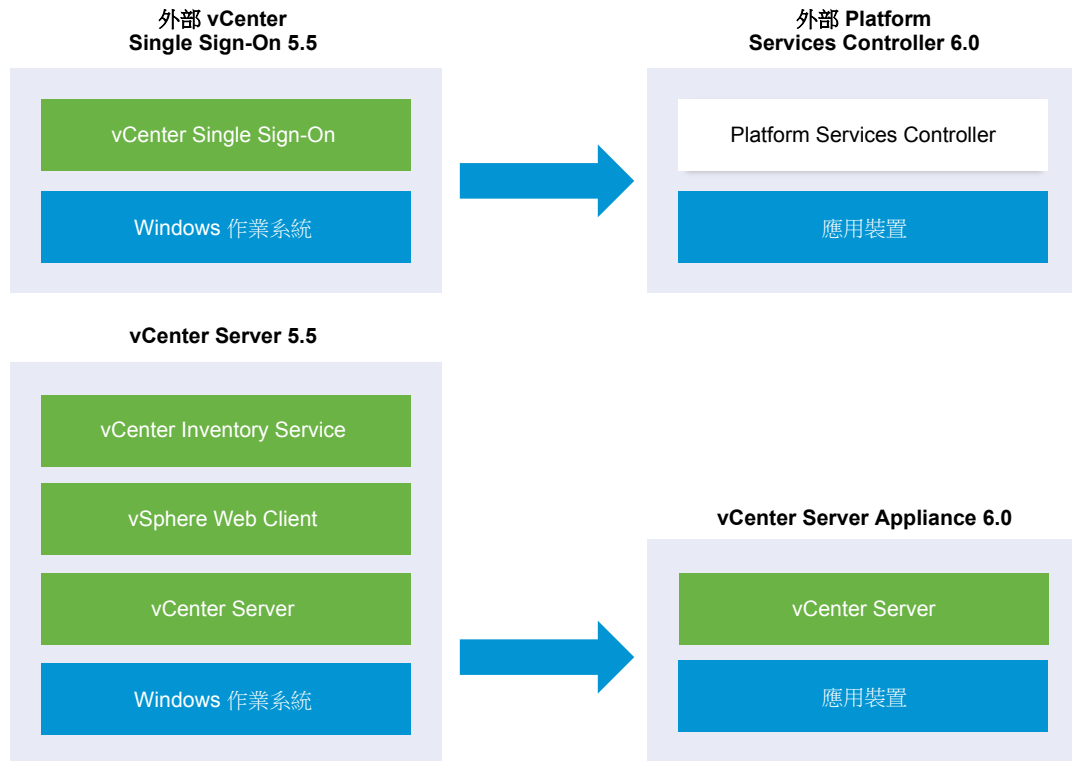 外部 vCenter
Single Sign-On 5.5
vCenter Single Sign-On
Windows 作業系統
外部 Platform
Services Controller 6.0
Platform Services Controller
應用裝置
vCenter Server 5.5
vCenter Inventory Service
vSphere Web Client
vCenter Server
Windows 作業系統
vCenter Server Appliance 6.0
vCenter Server
應用裝置